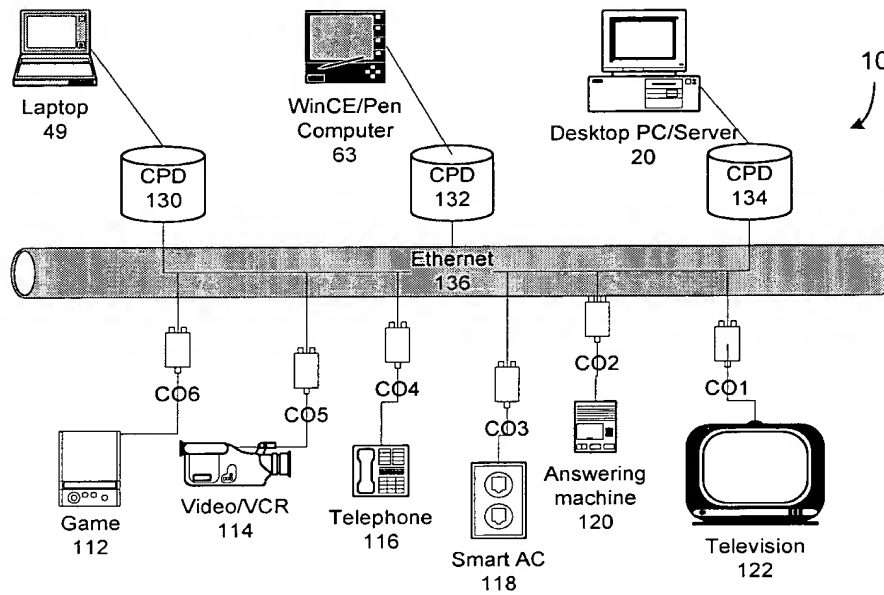 10
Laptop
49
WinCE/Pen
Computer
63
Desktop PC/Server
20
CPD
130
CPD
132
CPD
134
Ethernet
136
CO6
CO5
CO4
CO3
CO2
CO1
Game
112
Video/VCR
114
Telephone
116
Smart AC
118
Answering
machine
120
Television
122